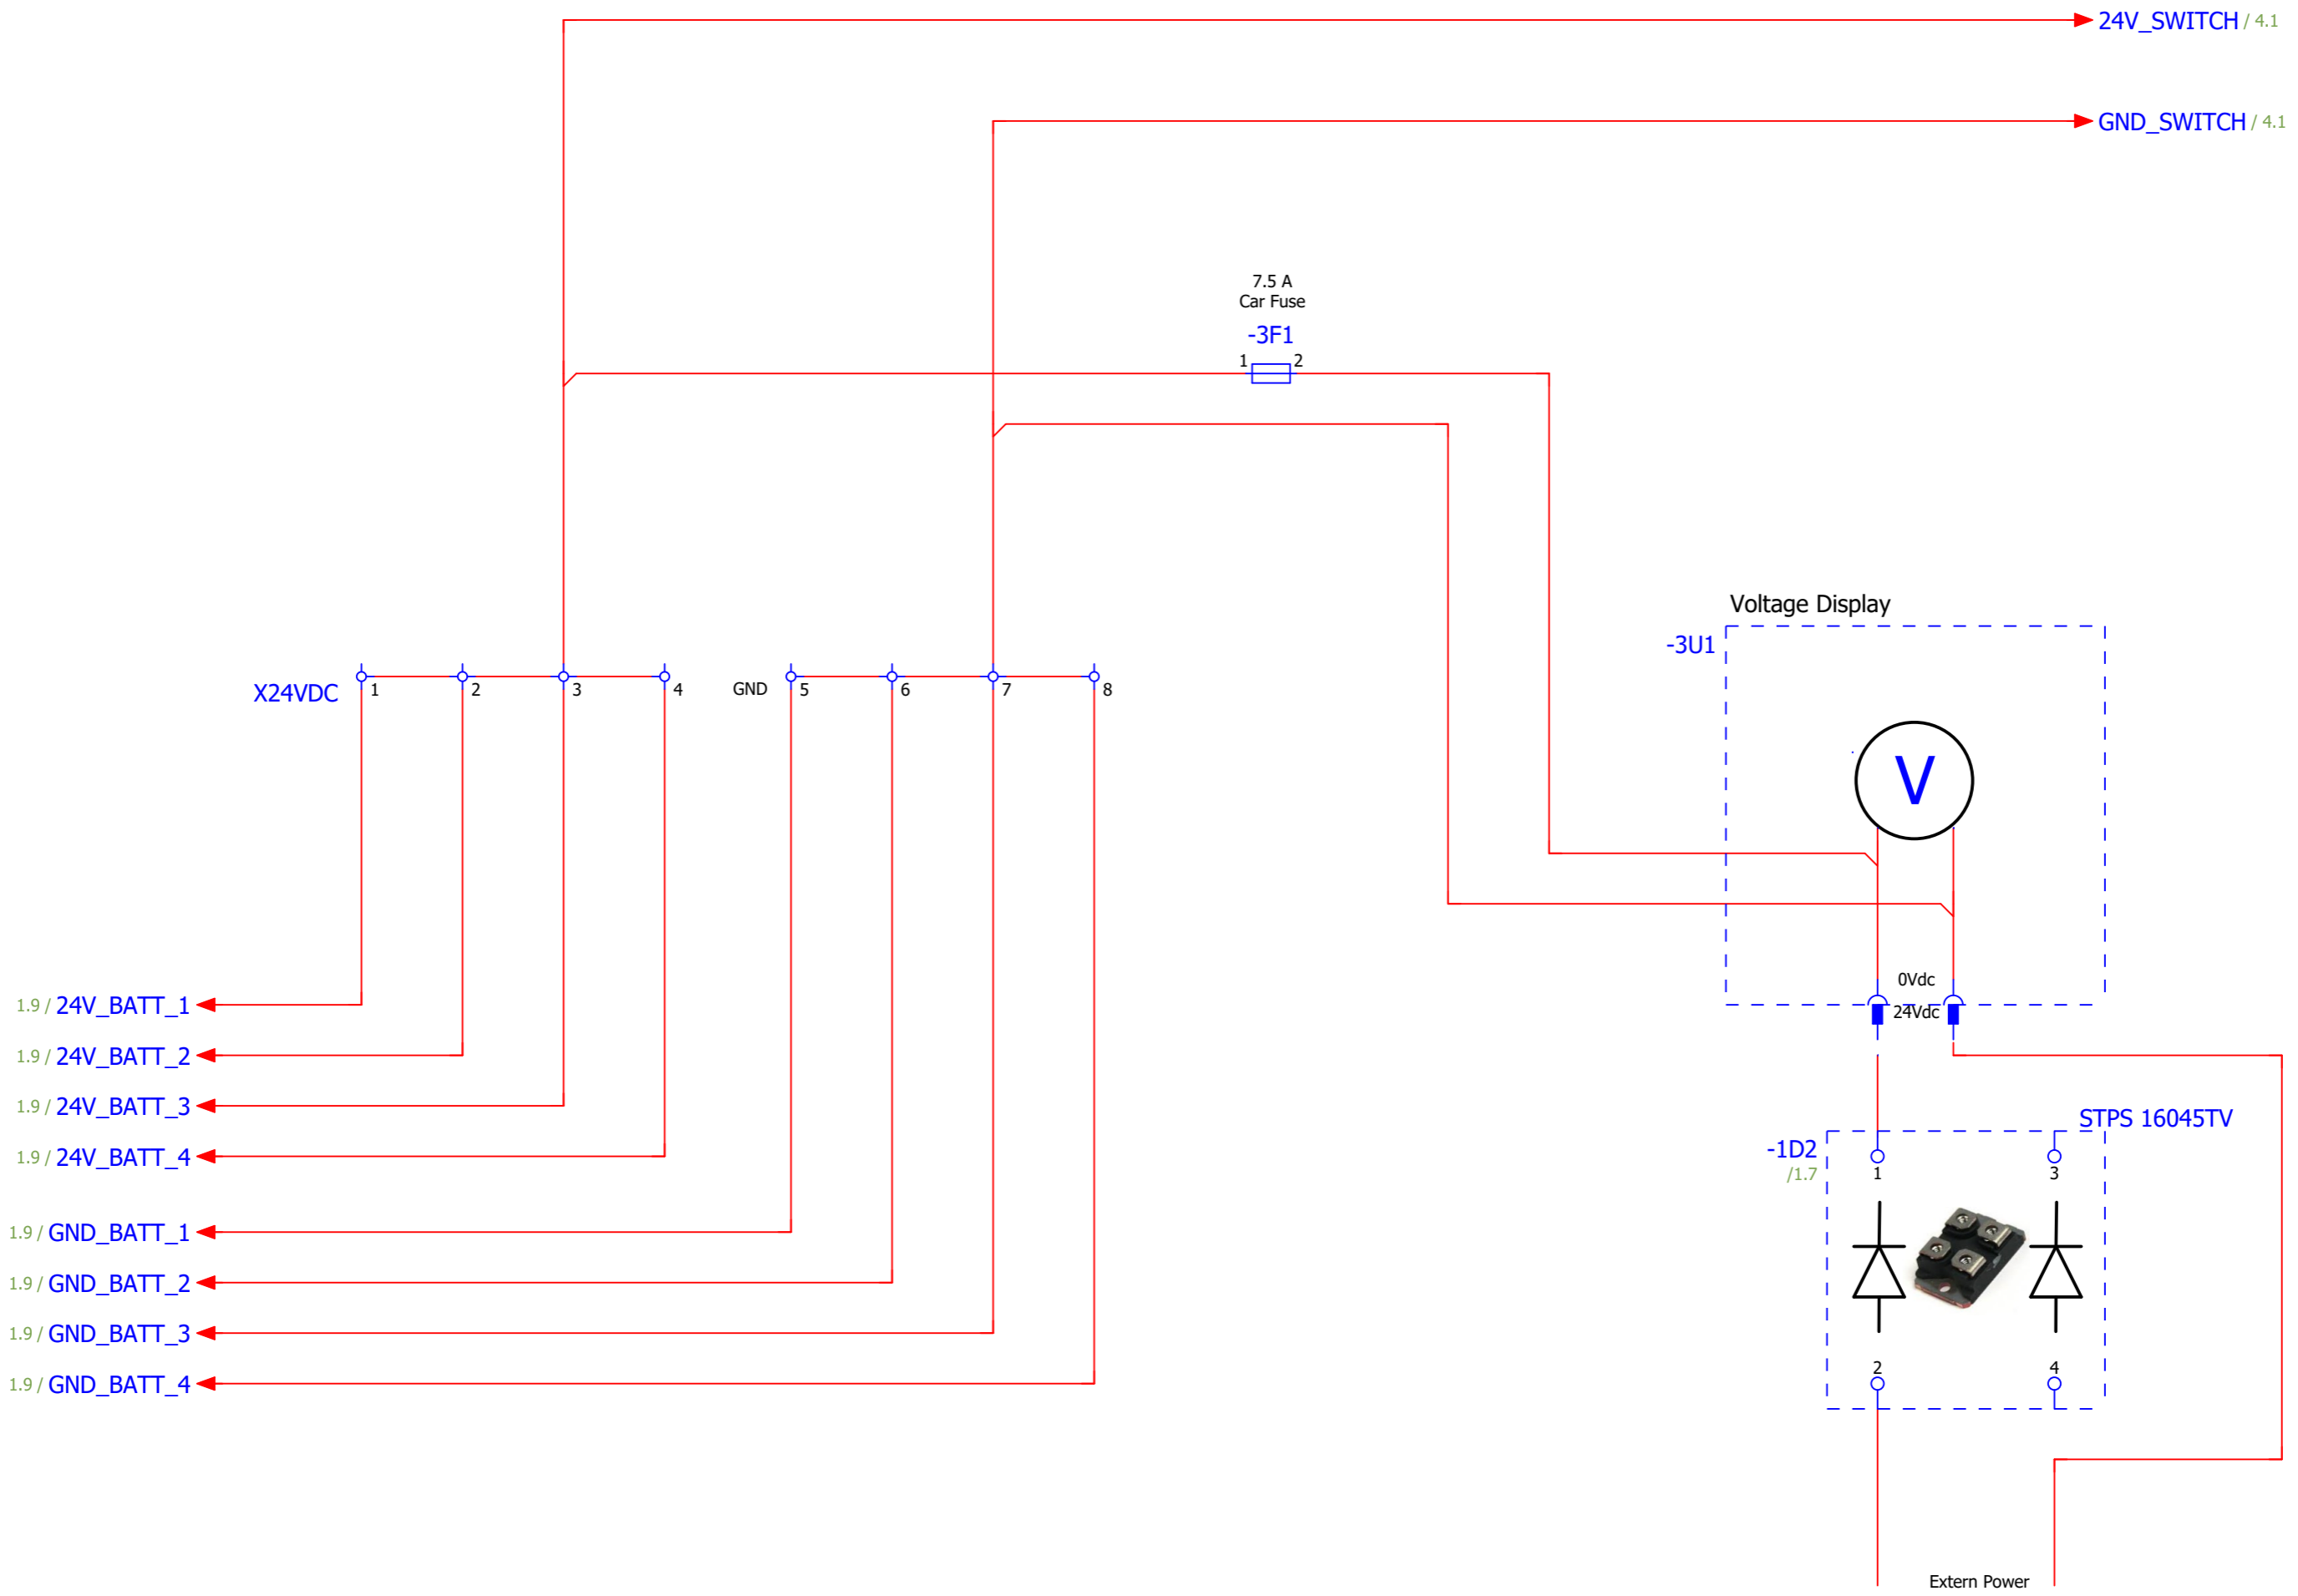 24V_SWITCH / 4.1
GND_SWITCH / 4.1
7.5 A
Car Fuse
-3F1
1 2
Voltage Display
-3U1
X24VDC 1 2 3 4 GND 5 6 7 8
V
0Vdc
24Vdc
1.9 / 24V_BATT_1
1.9 / 24V_BATT_2
1.9 / 24V_BATT_3
1.9 / 24V_BATT_4
1.9 / GND_BATT_1
1.9 / GND_BATT_2
1.9 / GND_BATT_3
1.9 / GND_BATT_4
STPS 16045TV
-1D2
/1.7
1 3
2 4
Extern Power